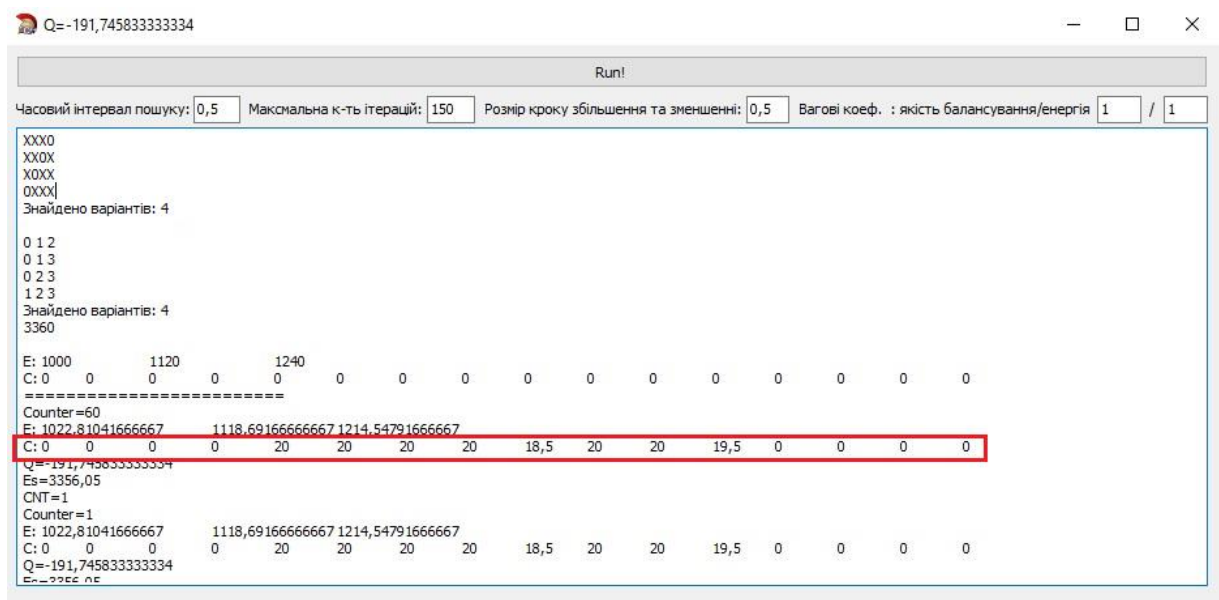 Q=-191,745833333334
Run!
Часовий інтервал пошуку: 0,5 Максмальна к-ть ітерацій: 150 Розмір кроку збільшення та зменшенні: 0,5 Вагові коеф. : якість балансування/енергія 1 / 1
XXX0
XX0X
X0XX
0XXX
Знайдено варіантів: 4
0 1 2
0 1 3
0 2 3
1 2 3
Знайдено варіантів: 4
3360
E: 1000 1120 1240
C: 0 0 0 0 0 0 0 0 0 0 0 0 0 0 0 0
==========================
Counter=60
E: 1022,81041666667 1118,69166666667 1214,54791666667
C: 0 0 0 0 20 20 20 20 18,5 20 20 19,5 0 0 0 0
Q=-191,745833333334
Es=3356,05
CNT=1
Counter=1
E: 1022,81041666667 1118,69166666667 1214,54791666667
C: 0 0 0 0 20 20 20 20 18,5 20 20 19,5 0 0 0 0
Q=-191,745833333334
Es=3356,05